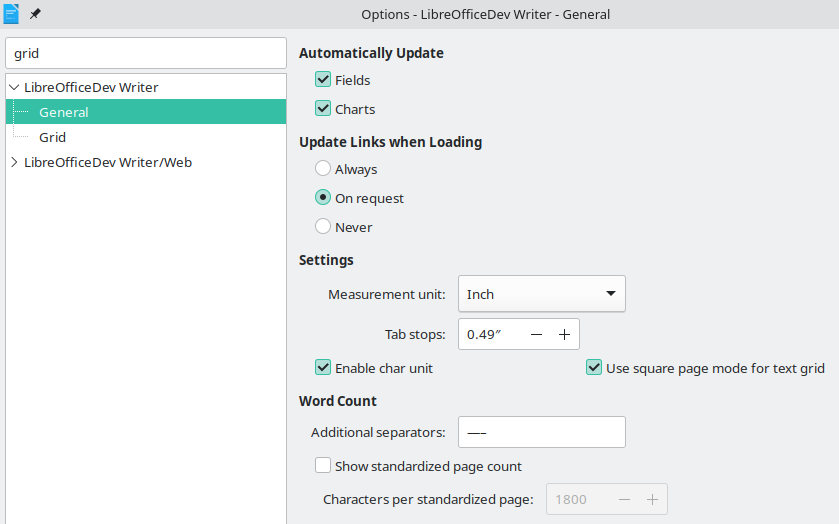 Options - LibreOfficeDev Writer - General
grid
LibreOfficeDev Writer
General
Grid
LibreOfficeDev Writer/Web
Automatically Update
Fields
Charts
Update Links when Loading
Always
On request
Never
Settings
Measurement unit: Inch
Tab stops: 0.49″
Enable char unit
Use square page mode for text grid
Word Count
Additional separators: —–
Show standardized page count
Characters per standardized page: 1800